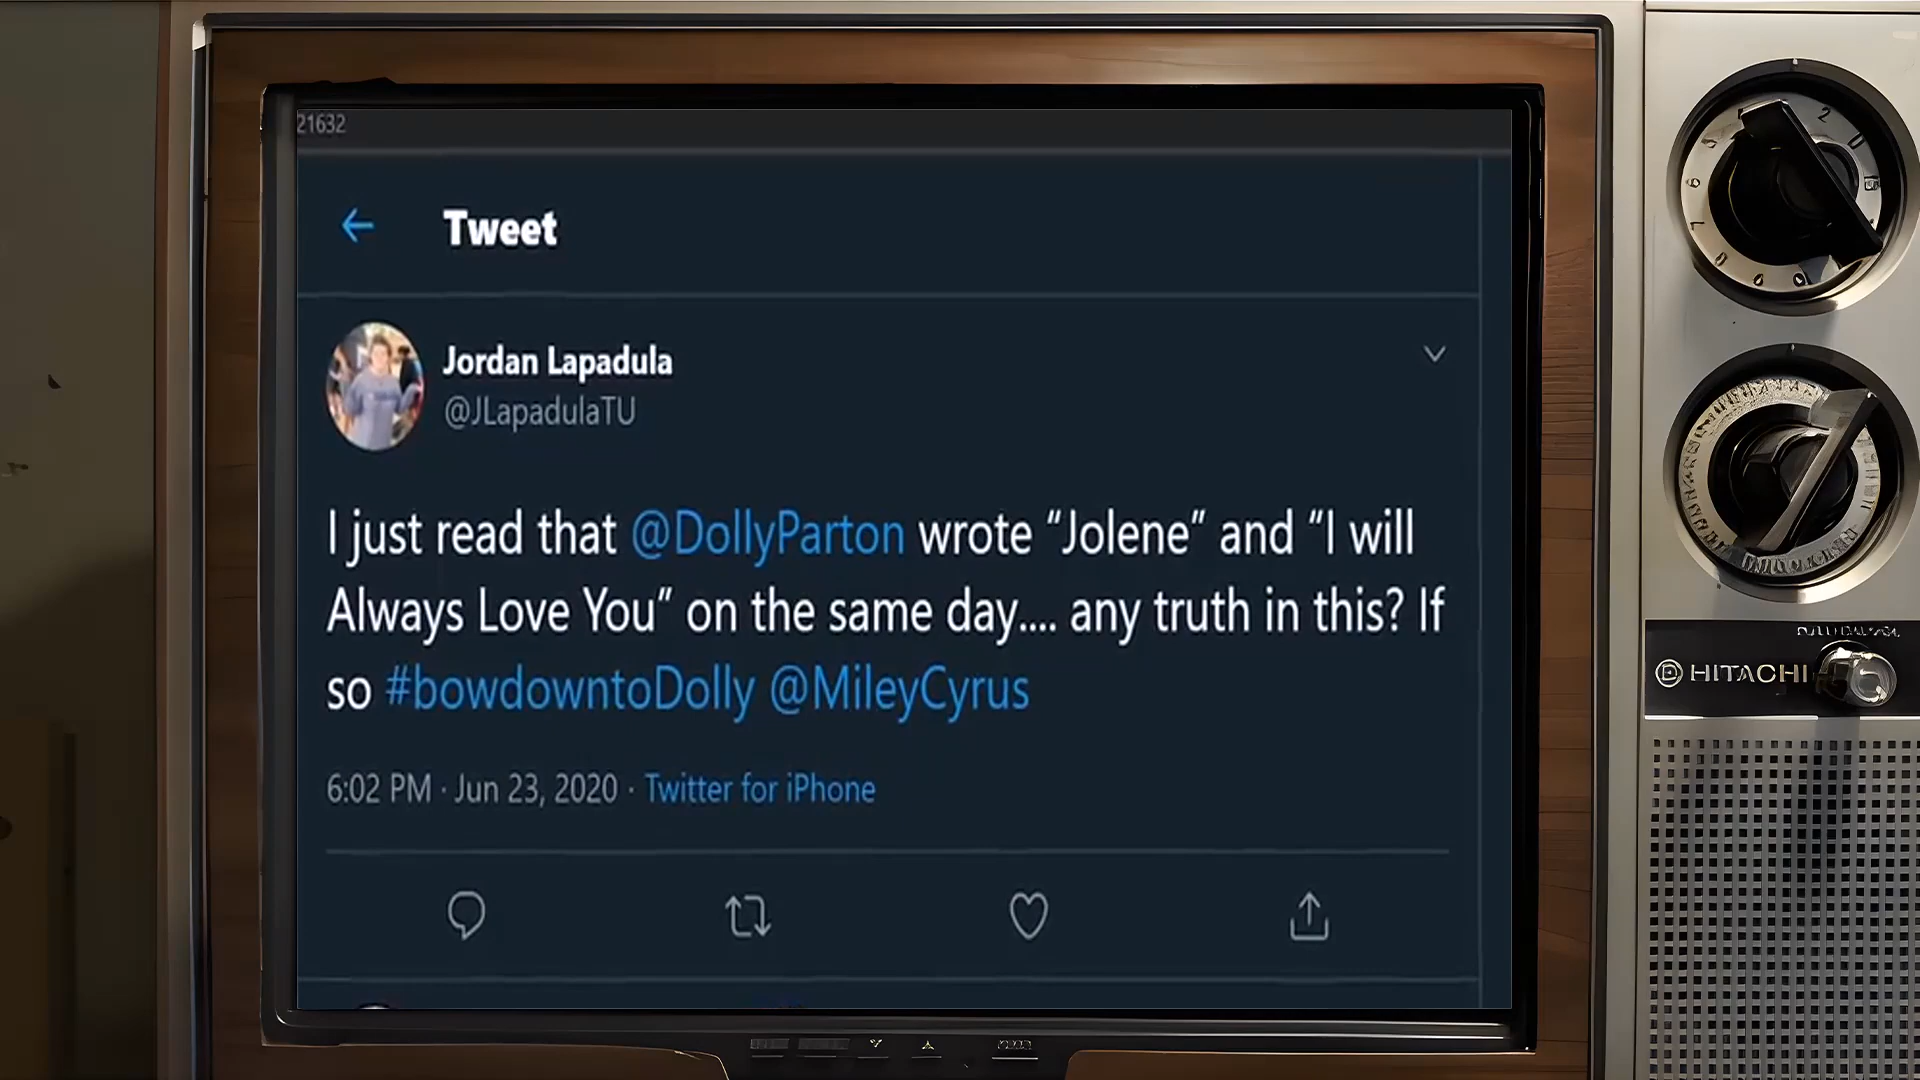 21632
Tweet
Jordan Lapadula
@JLapadulaTU
I just read that @DollyParton wrote “Jolene” and “I will
Always Love You” on the same day.... any truth in this? If
so #bowdowntoDolly @MileyCyrus
6:02 PM · Jun 23, 2020 · Twitter for iPhone
HITACHI